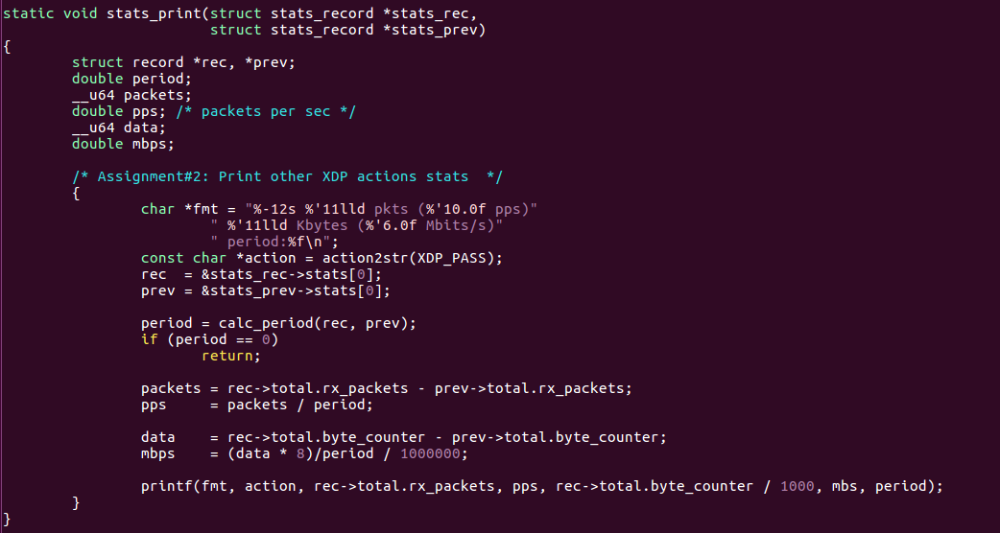 static void stats_print(struct stats_record *stats_rec,
                        struct stats_record *stats_prev)
{
        struct record *rec, *prev;
        double period;
        __u64 packets;
        double pps; /* packets per sec */
        __u64 data;
        double mbps;

        /* Assignment#2: Print other XDP actions stats  */
        {
                char *fmt = "%-12s %'11lld pkts (%'10.0f pps)"
                        " %'11lld Kbytes (%'6.0f Mbits/s)"
                        " period:%f\n";
                const char *action = action2str(XDP_PASS);
                rec  = &stats_rec->stats[0];
                prev = &stats_prev->stats[0];

                period = calc_period(rec, prev);
                if (period == 0)
                       return;

                packets = rec->total.rx_packets - prev->total.rx_packets;
                pps     = packets / period;

                data    = rec->total.byte_counter - prev->total.byte_counter;
                mbps    = (data * 8)/period / 1000000;

                printf(fmt, action, rec->total.rx_packets, pps, rec->total.byte_counter / 1000, mbs, period);
        }
}